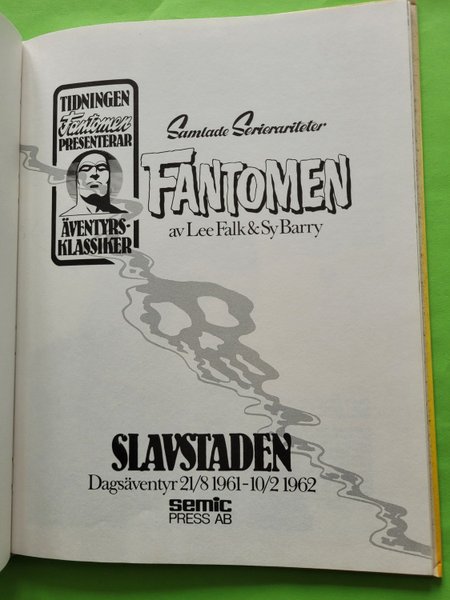 TIDNINGEN
Fantomen
PRESENTERAR
ÄVENTYRS-
KLASSIKER
Samlade Serierariteter
FANTOMEN
av Lee Falk & Sy Barry
SLAVSTADEN
Dagsäventyr 21/8 1961-10/2 1962
semic
PRESS AB